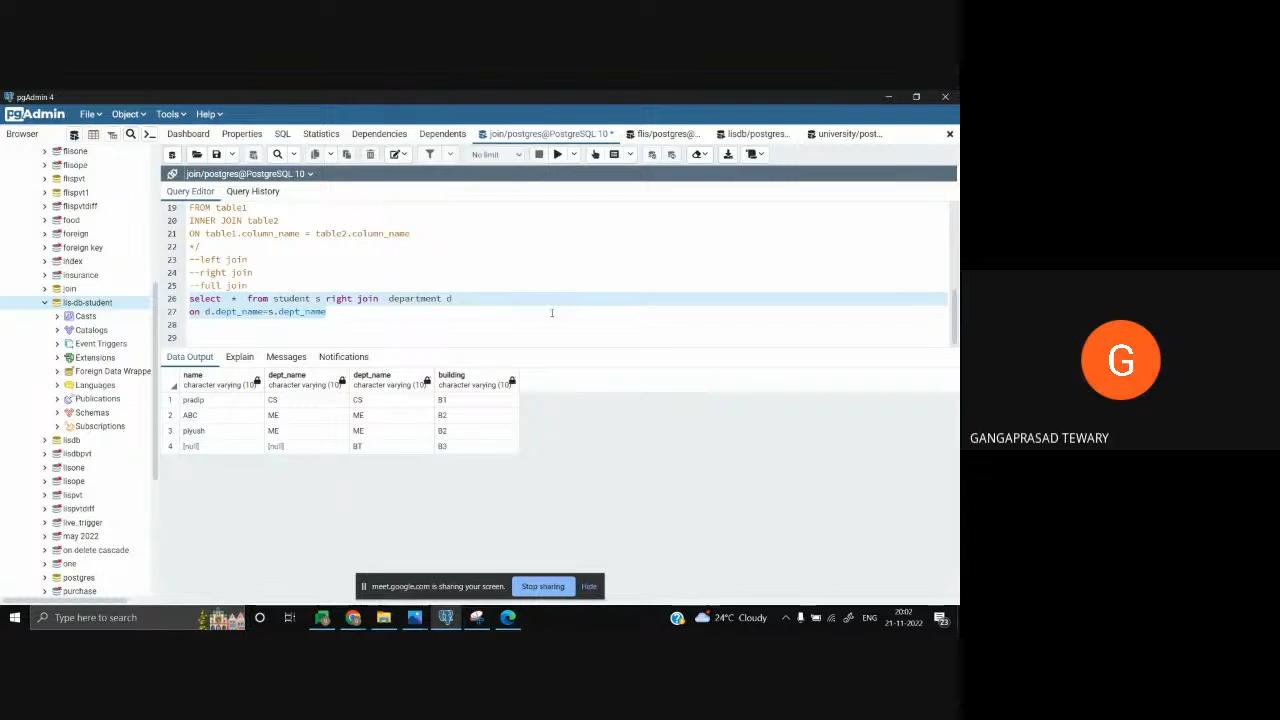 pgAdmin 4
pgAdmin File Object Tools Help
Browser
Dashboard Properties SQL Statistics Dependencies Dependents join/postgres@PostgreSQL 10 * flis/postgres@... lisdb/postgres... university/post...
No limit
join/postgres@PostgreSQL 10
Query Editor Query History
flisone
flisope
flispvt
flispvt1
flispvtdiff
food
foreign
foreign key
index
insurance
join
lis-db-student
Casts
Catalogs
Event Triggers
Extensions
Foreign Data Wrappe
Languages
Publications
Schemas
Subscriptions
lisdb
lisdbpvt
lisone
lisope
lispvt
lispvtdiff
live_trigger
may 2022
on delete cascade
one
postgres
purchase
19 FROM table1
20 INNER JOIN table2
21 ON table1.column_name = table2.column_name
22 */
23 --left join
24 --right join
25 --full join
26 select * from student s right join department d
27 on d.dept_name=s.dept_name
28
29
Data Output Explain Messages Notifications
name dept_name dept_name building
character varying (10) character varying (10) character varying (10) character varying (10)
1 pradip CS CS B1
2 ABC ME ME B2
3 piyush ME ME B2
4 [null] [null] BT B3
meet.google.com is sharing your screen. Stop sharing Hide
Type here to search
24°C Cloudy
ENG
20:02
21-11-2022
23
G
GANGAPRASAD TEWARY